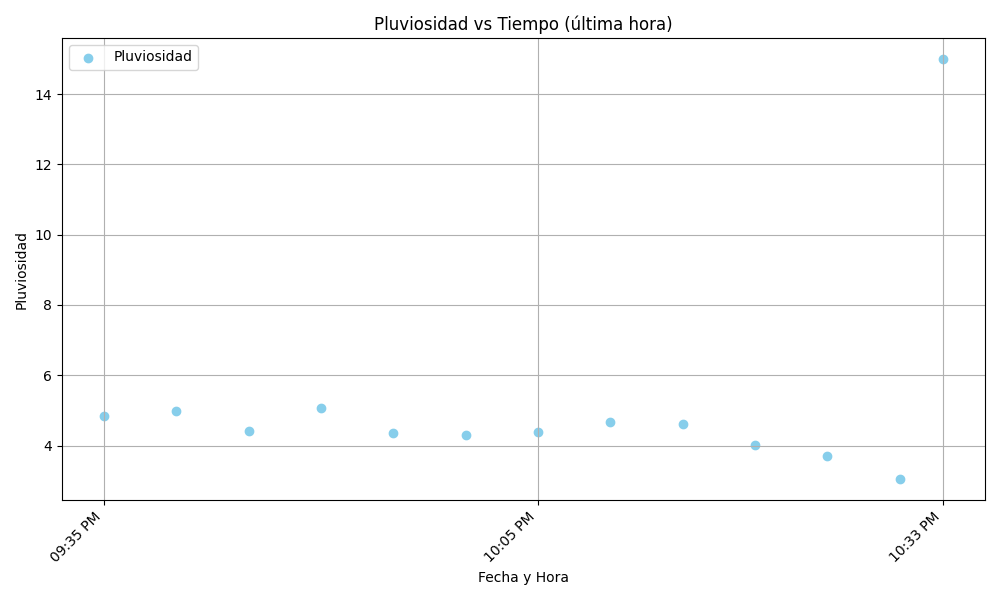 Pluviosidad vs Tiempo (última hora)
Pluviosidad
14
12
10
8
6
4
Pluviosidad
09:35 PM
10:05 PM
10:33 PM
Fecha y Hora